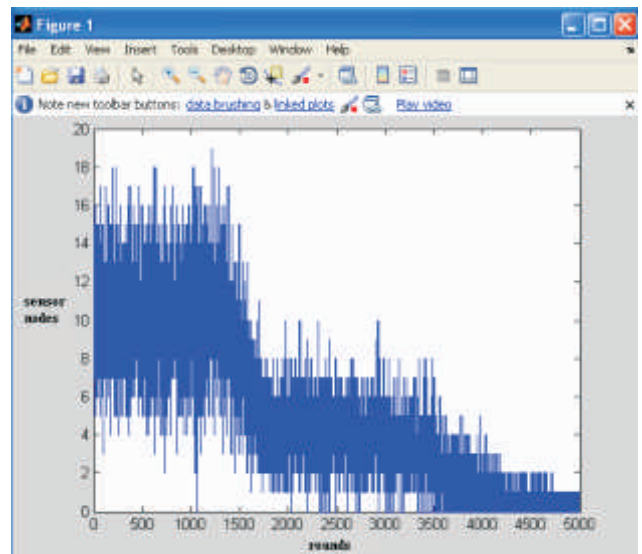 Figure 1
File Edit View Insert Tools Desktop Window Help
Note new toolbar buttons: data brushing & linked plots Play video
20
18
16
14
12
10
8
6
4
2
0
sensor
nodes
0 500 1000 1500 2000 2500 3000 3500 4000 4500 5000
rounds